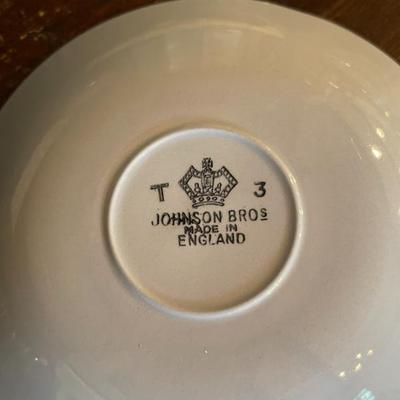 T 3
JOHNSON BROS
MADE IN
ENGLAND